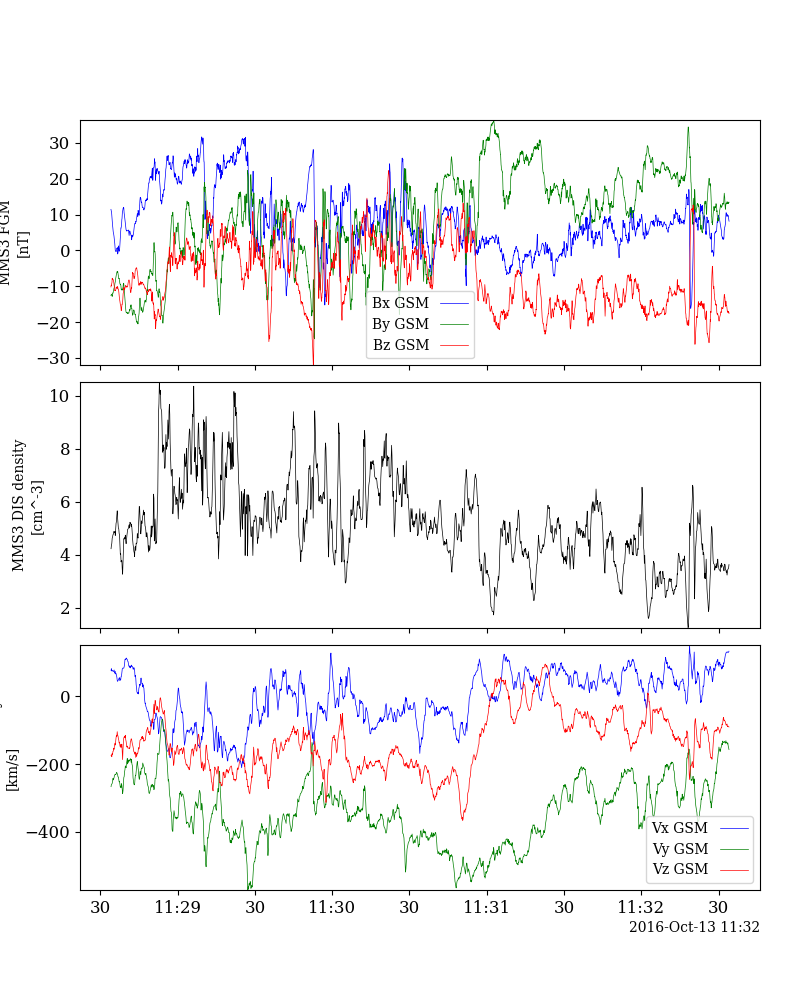 30
20
10
0
−10
−20
−30
MMS3 FGM
[nT]
Bx GSM
By GSM
Bz GSM
10
8
6
4
2
MMS3 DIS density
[cm^-3]
0
−200
−400
[km/s]
Vx GSM
Vy GSM
Vz GSM
30 11:29 30 11:30 30 11:31 30 11:32 30
2016-Oct-13 11:32